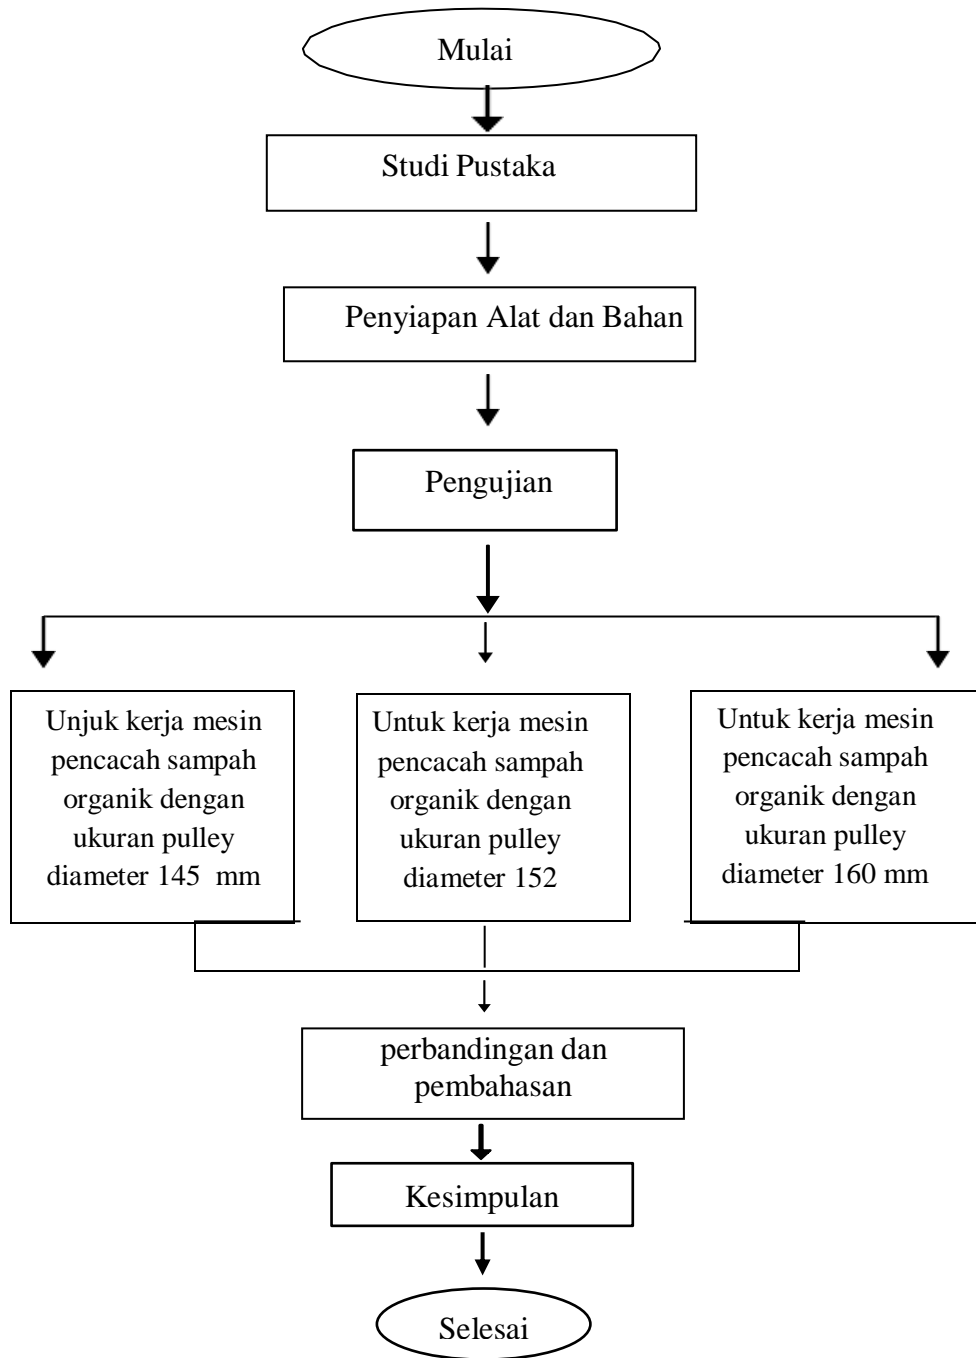 Mulai
Studi Pustaka
Penyiapan Alat dan Bahan
Pengujian
Unjuk kerja mesin
pencacah sampah
organik dengan
ukuran pulley
diameter 145 mm
Untuk kerja mesin
pencacah sampah
organik dengan
ukuran pulley
diameter 152
Untuk kerja mesin
pencacah sampah
organik dengan
ukuran pulley
diameter 160 mm
perbandingan dan
pembahasan
Kesimpulan
Selesai